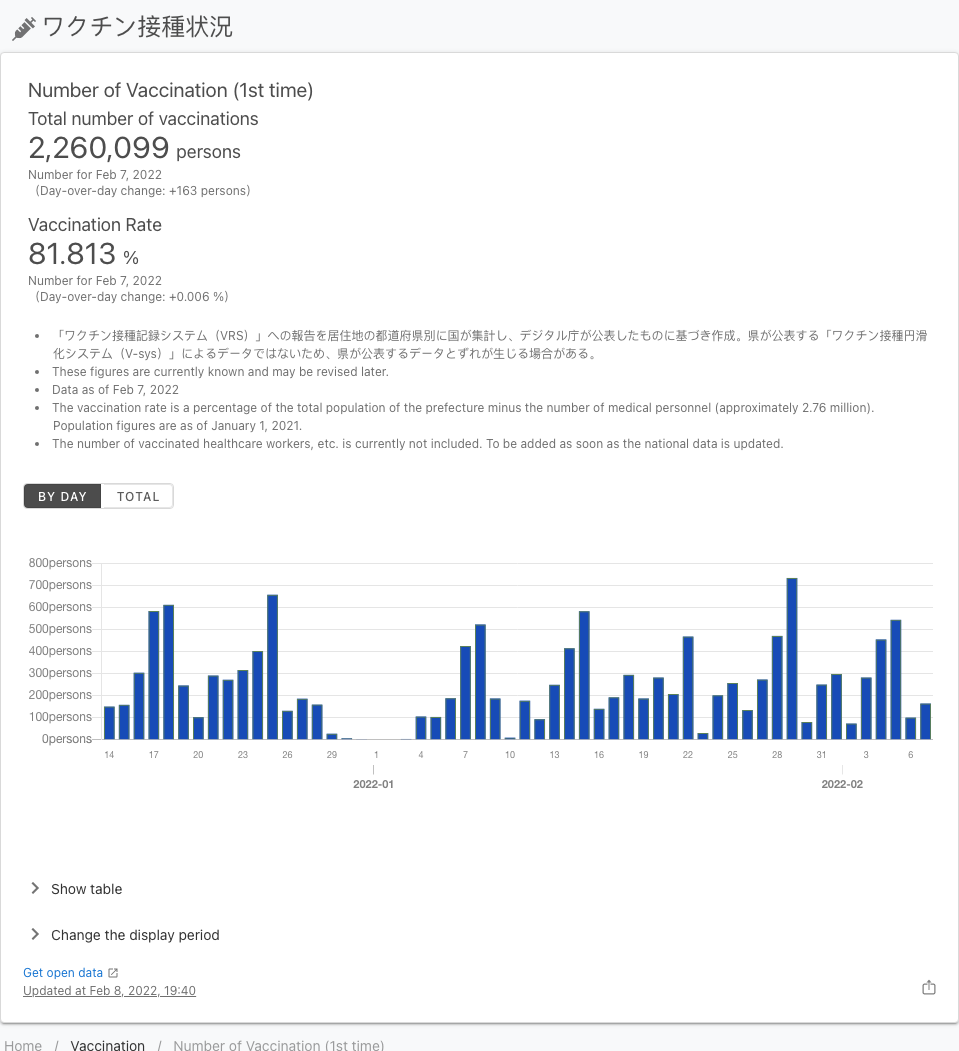 ワクチン接種状況
Number of Vaccination (1st time)
Total number of vaccinations
2,260,099 persons
Number for Feb 7, 2022
(Day-over-day change: +163 persons)
Vaccination Rate
81.813 %
Number for Feb 7, 2022
(Day-over-day change: +0.006 %)
• 「ワクチン接種記録システム（VRS）」への報告を居住地の都道府県別に国が集計し、デジタル庁が公表したものに基づき作成。県が公表する「ワクチン接種円滑
化システム（V-sys）」によるデータではないため、県が公表するデータとずれが生じる場合がある。
• These figures are currently known and may be revised later.
• Data as of Feb 7, 2022
• The vaccination rate is a percentage of the total population of the prefecture minus the number of medical personnel (approximately 2.76 million).
Population figures are as of January 1, 2021.
• The number of vaccinated healthcare workers, etc. is currently not included. To be added as soon as the national data is updated.
BY DAY TOTAL
800persons
700persons
600persons
500persons
400persons
300persons
200persons
100persons
0persons
14 17 20 23 26 29 1 4 7 10 13 16 19 22 25 28 31 3 6
2022-01 2022-02
Show table
Change the display period
Get open data
Updated at Feb 8, 2022, 19:40
Home / Vaccination / Number of Vaccination (1st time)